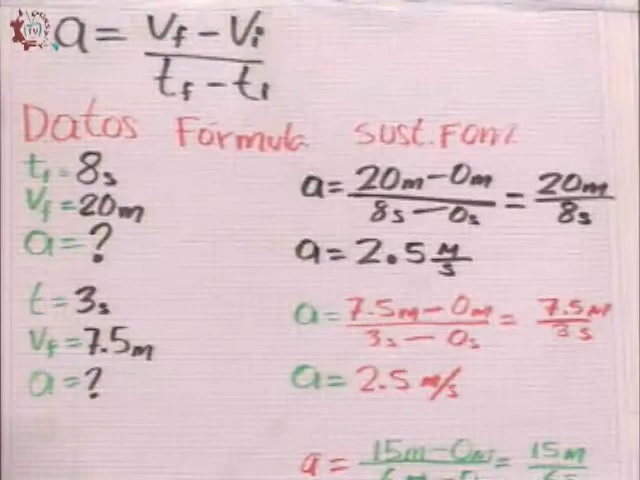 a = vf - vi / tf - ti
Datos Fórmula Sust. Form.
tf = 8s
vf = 20m
a = ?
a = 20m - 0m / 8s - 0s = 20m / 8s
a = 2.5 m/s
t = 3s
vf = 7.5m
a = ?
a = 7.5m - 0m / 3s - 0s = 7.5m / 3s
a = 2.5 m/s
a = 15m - 0m = 15m